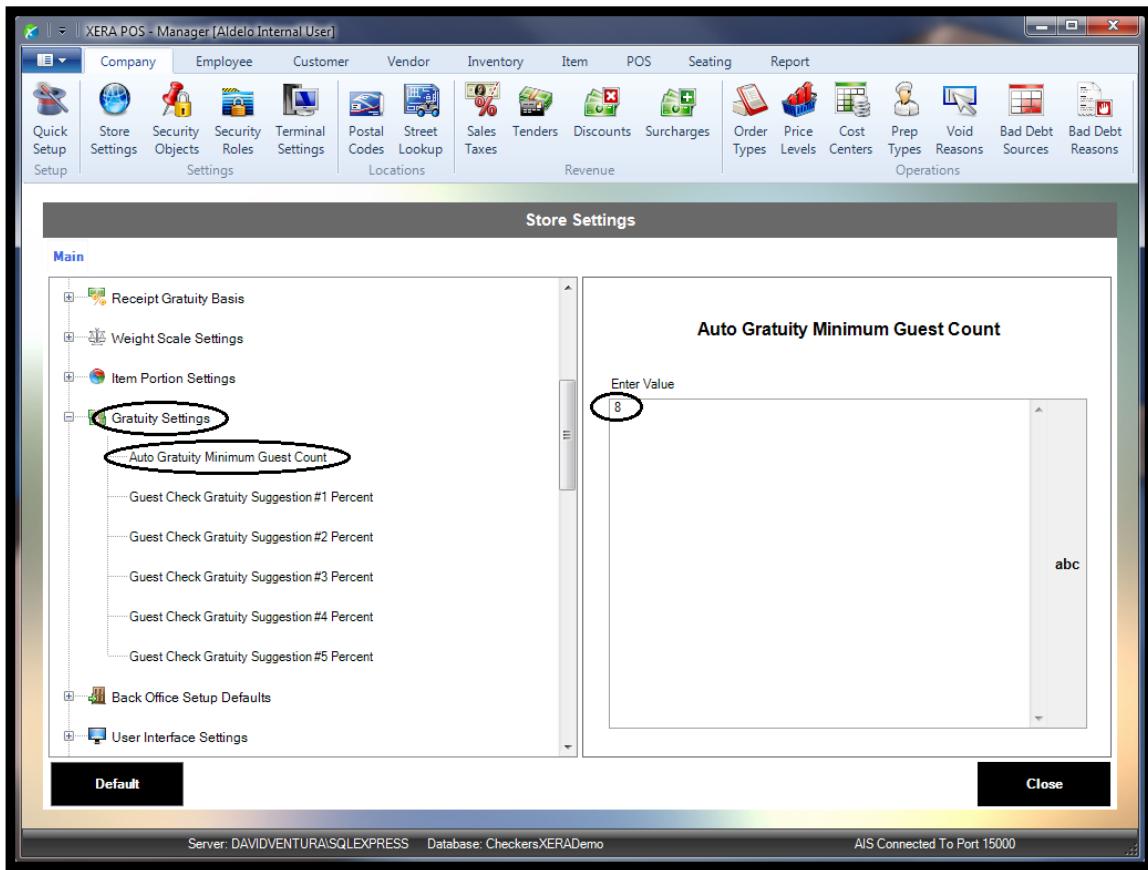 XERA POS - Manager [Aldelo Internal User]
Company Employee Customer Vendor Inventory Item POS Seating Report
Quick Setup Store Settings Security Objects Security Roles Terminal Settings Postal Codes Street Lookup Sales Taxes Tenders Discounts Surcharges Order Types Price Levels Cost Centers Prep Types Void Reasons Bad Debt Sources Bad Debt Reasons
Setup Settings Locations Revenue Operations
Store Settings
Main
Receipt Gratuity Basis
Weight Scale Settings
Item Portion Settings
Gratuity Settings
Auto Gratuity Minimum Guest Count
Guest Check Gratuity Suggestion #1 Percent
Guest Check Gratuity Suggestion #2 Percent
Guest Check Gratuity Suggestion #3 Percent
Guest Check Gratuity Suggestion #4 Percent
Guest Check Gratuity Suggestion #5 Percent
Back Office Setup Defaults
User Interface Settings
Auto Gratuity Minimum Guest Count
Enter Value
8
abc
Default
Close
Server: DAVIDVENTURA\SQLEXPRESS Database: CheckersXERADemo AIS Connected To Port 15000